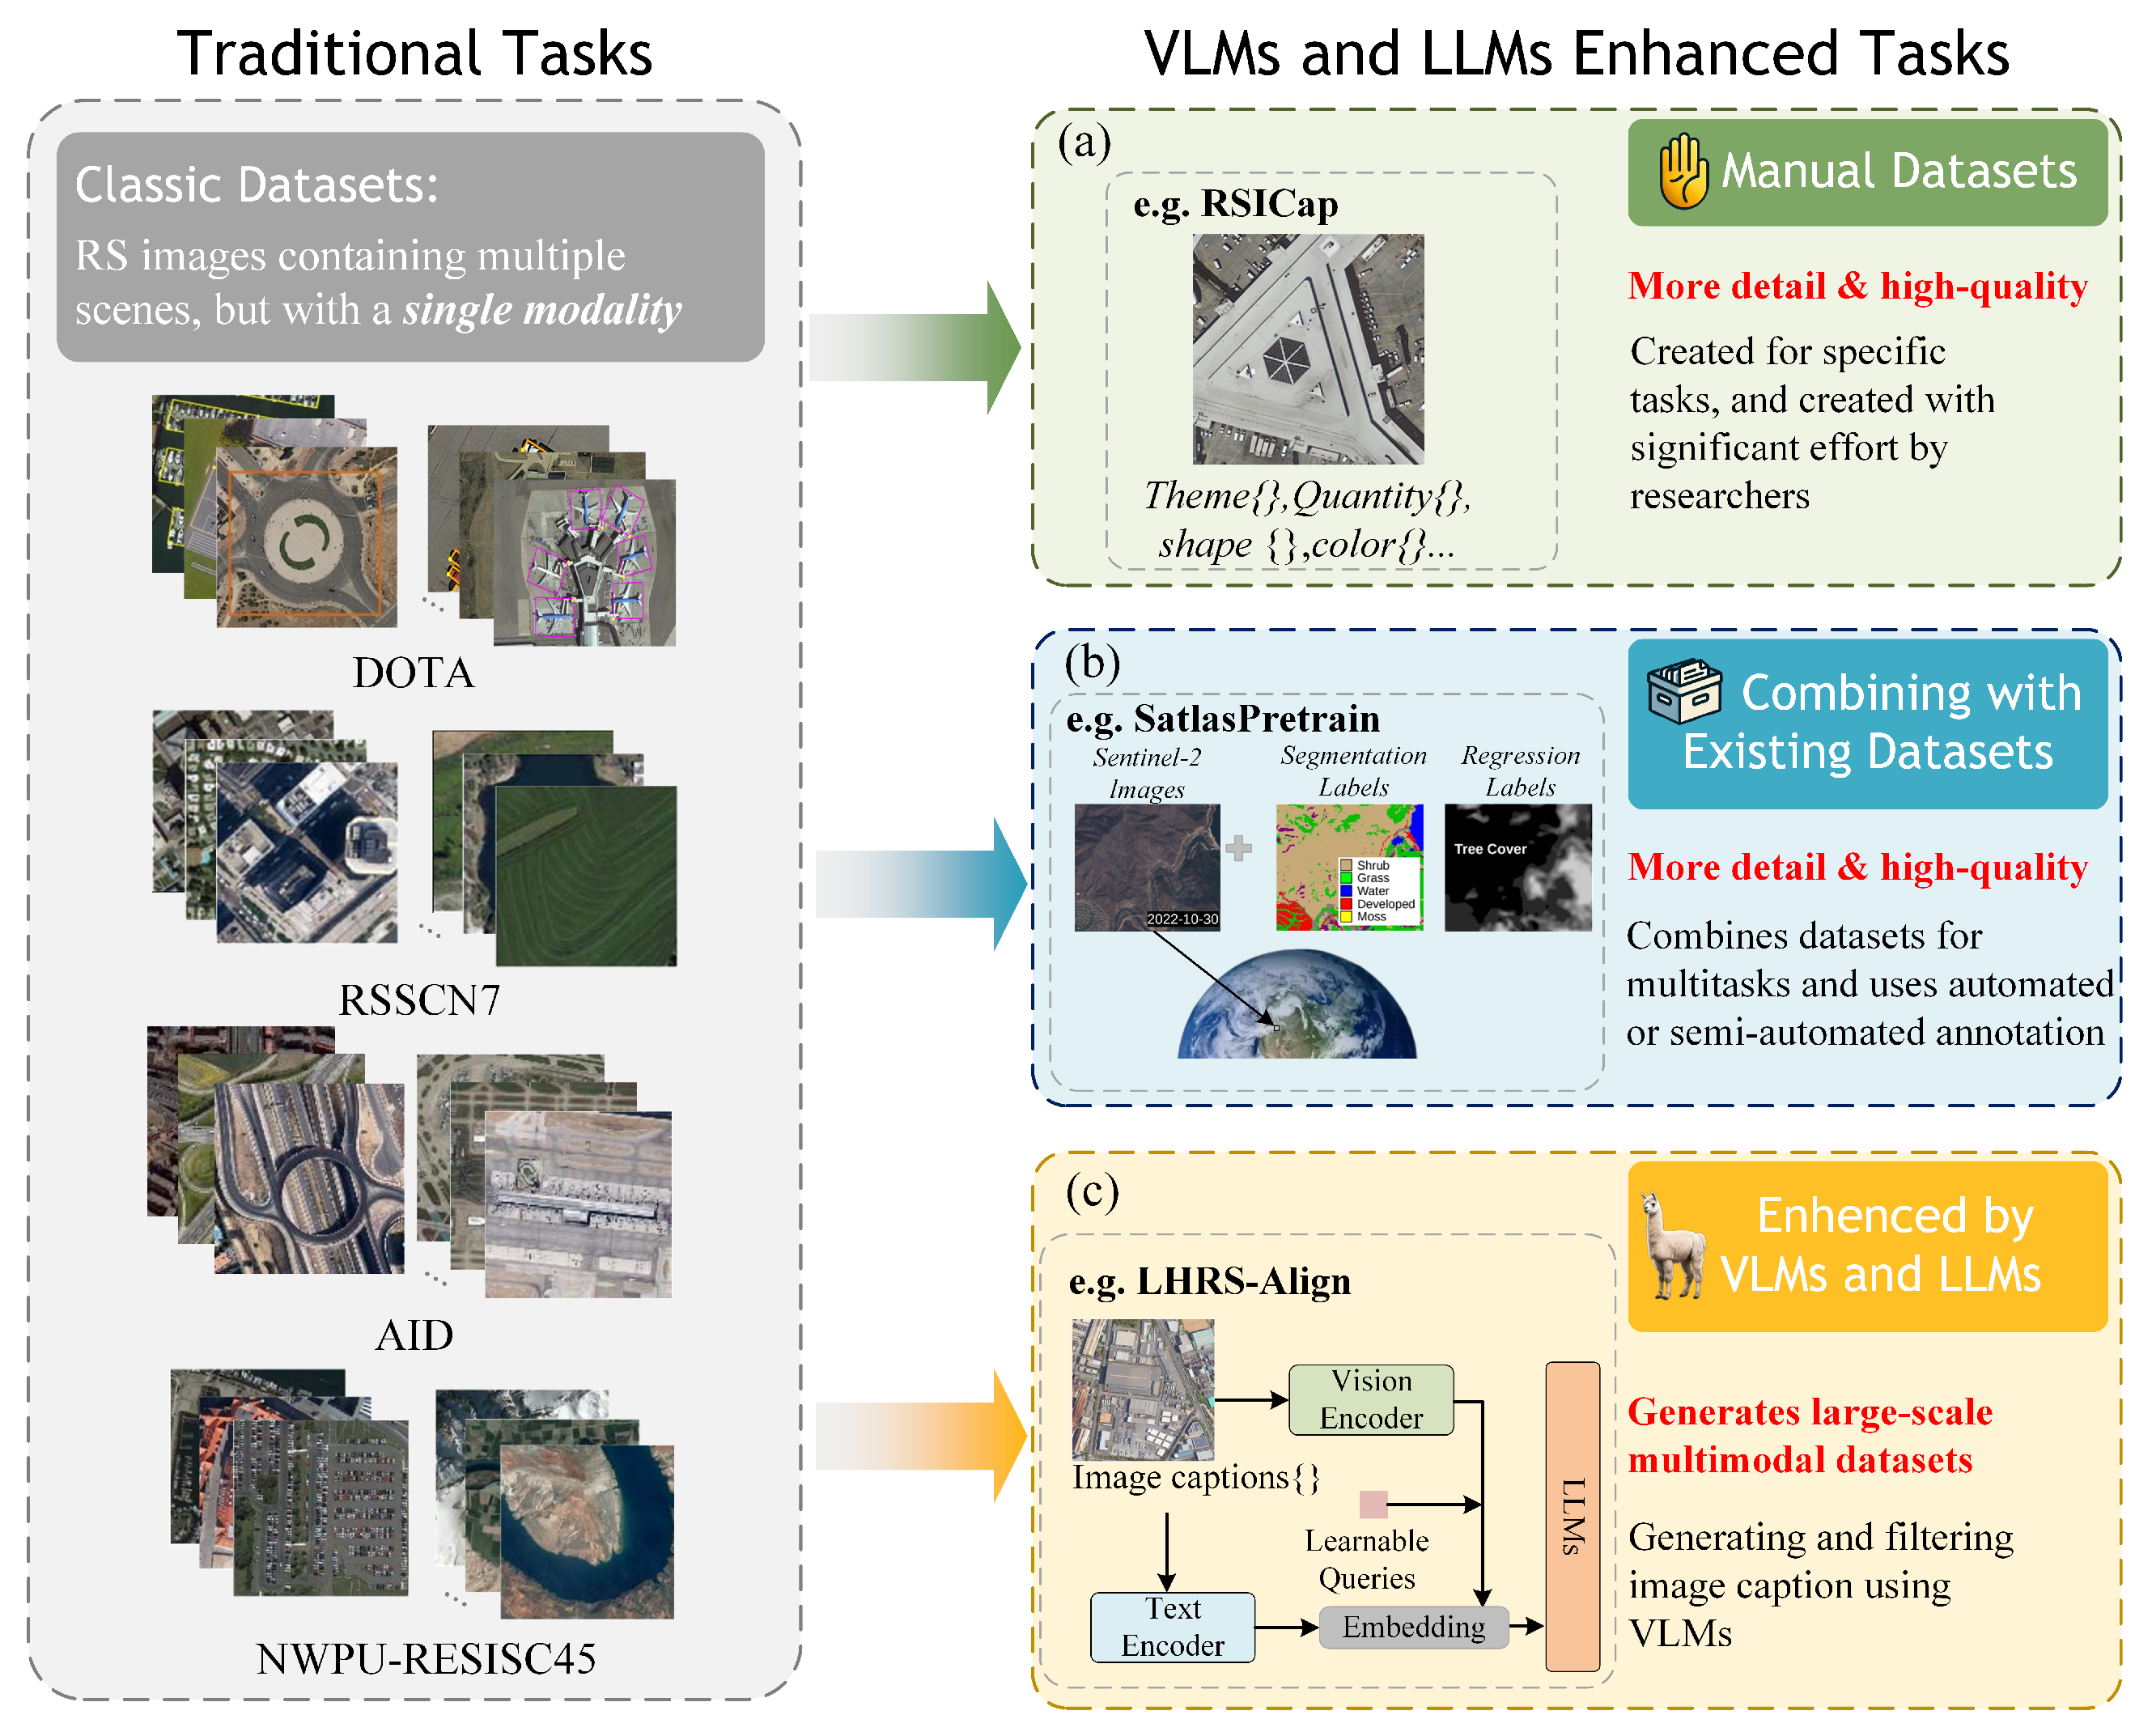 Traditional Tasks
Classic Datasets:
RS images containing multiple
scenes, but with a single modality
DOTA
RSSCN7
AID
NWPU-RESISC45
VLMs and LLMs Enhanced Tasks
(a)
e.g. RSICap
Theme{},Quantity{},
shape {},color{}...
Manual Datasets
More detail & high-quality
Created for specific
tasks, and created with
significant effort by
researchers
(b)
e.g. SatlasPretrain
Sentinel-2
Images
Segmentation
Labels
Regression
Labels
2022-10-30
Shrub
Grass
Water
Developed
Moss
Tree Cover
Combining with
Existing Datasets
More detail & high-quality
Combines datasets for
multitasks and uses automated
or semi-automated annotation
(c)
e.g. LHRS-Align
Image captions{}
Vision
Encoder
Learnable
Queries
Text
Encoder
Embedding
LLMs
Enhenced by
VLMs and LLMs
Generates large-scale
multimodal datasets
Generating and filtering
image caption using
VLMs